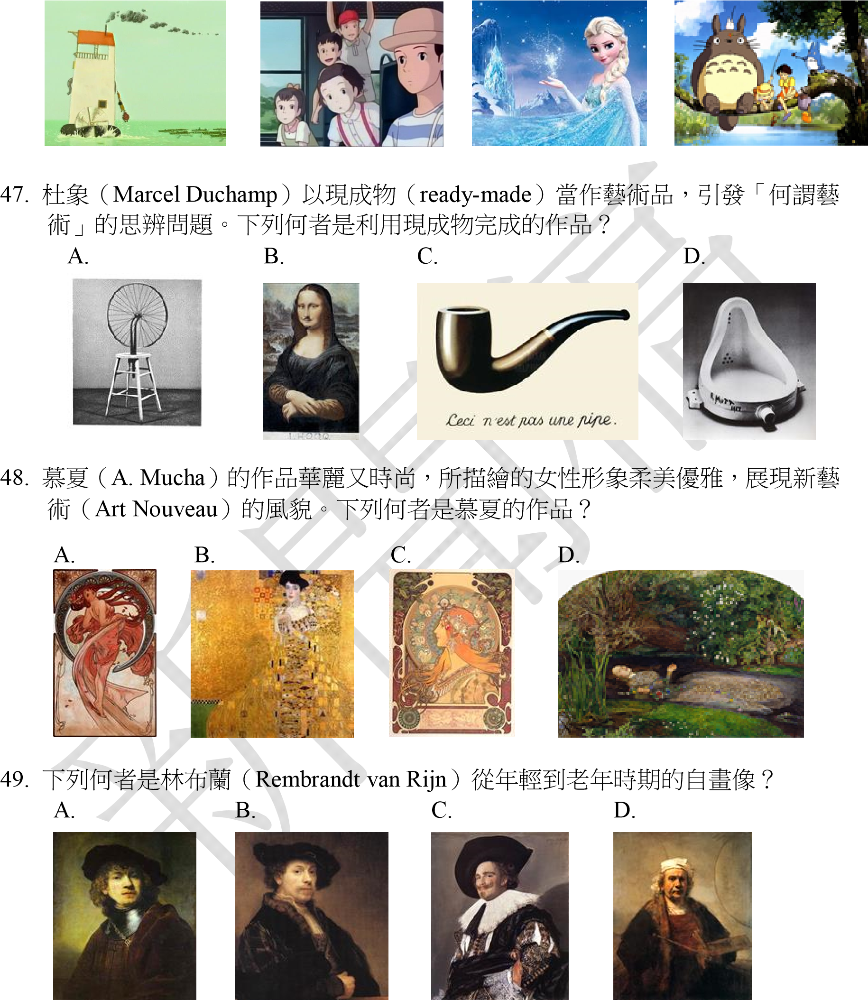 47. 杜象（Marcel Duchamp）以現成物（ready-made）當作藝術品，引發「何謂藝
術」的思辨問題。下列何者是利用現成物完成的作品？
A. B. C. D.
Ceci n'est pas une pipe.
L.H.O.O.Q.
48. 慕夏（A. Mucha）的作品華麗又時尚，所描繪的女性形象柔美優雅，展現新藝
術（Art Nouveau）的風貌。下列何者是慕夏的作品？
A. B. C. D.
49. 下列何者是林布蘭（Rembrandt van Rijn）從年輕到老年時期的自畫像？
A. B. C. D.